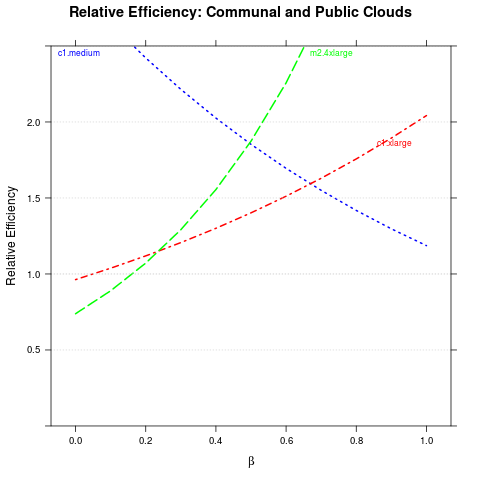 Relative Efficiency: Communal and Public Clouds
c1.medium
m2.4xlarge
c1.xlarge
2.0
1.5
1.0
0.5
Relative Efficiency
0.0 0.2 0.4 0.6 0.8 1.0
β